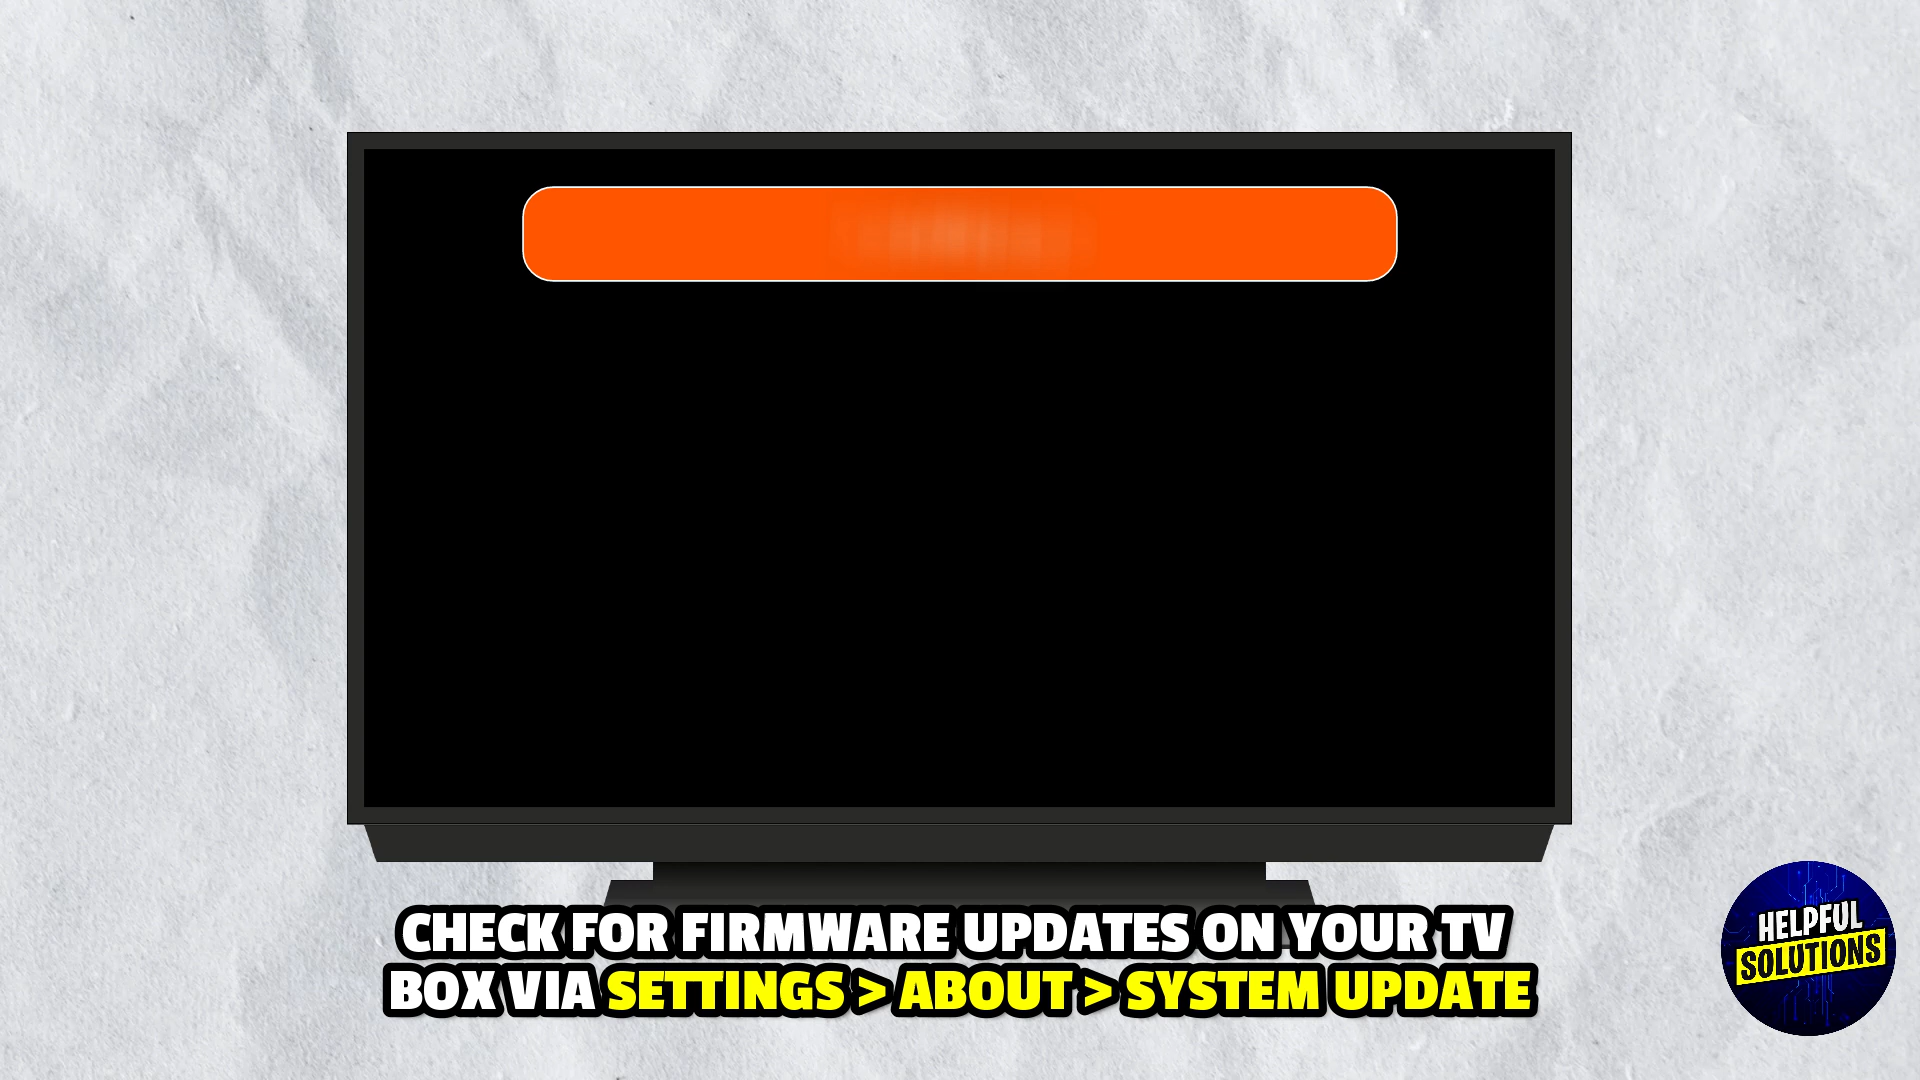 CHECK FOR FIRMWARE UPDATES ON YOUR TV
BOX VIA SETTINGS > ABOUT > SYSTEM UPDATE
HELPFUL
SOLUTIONS